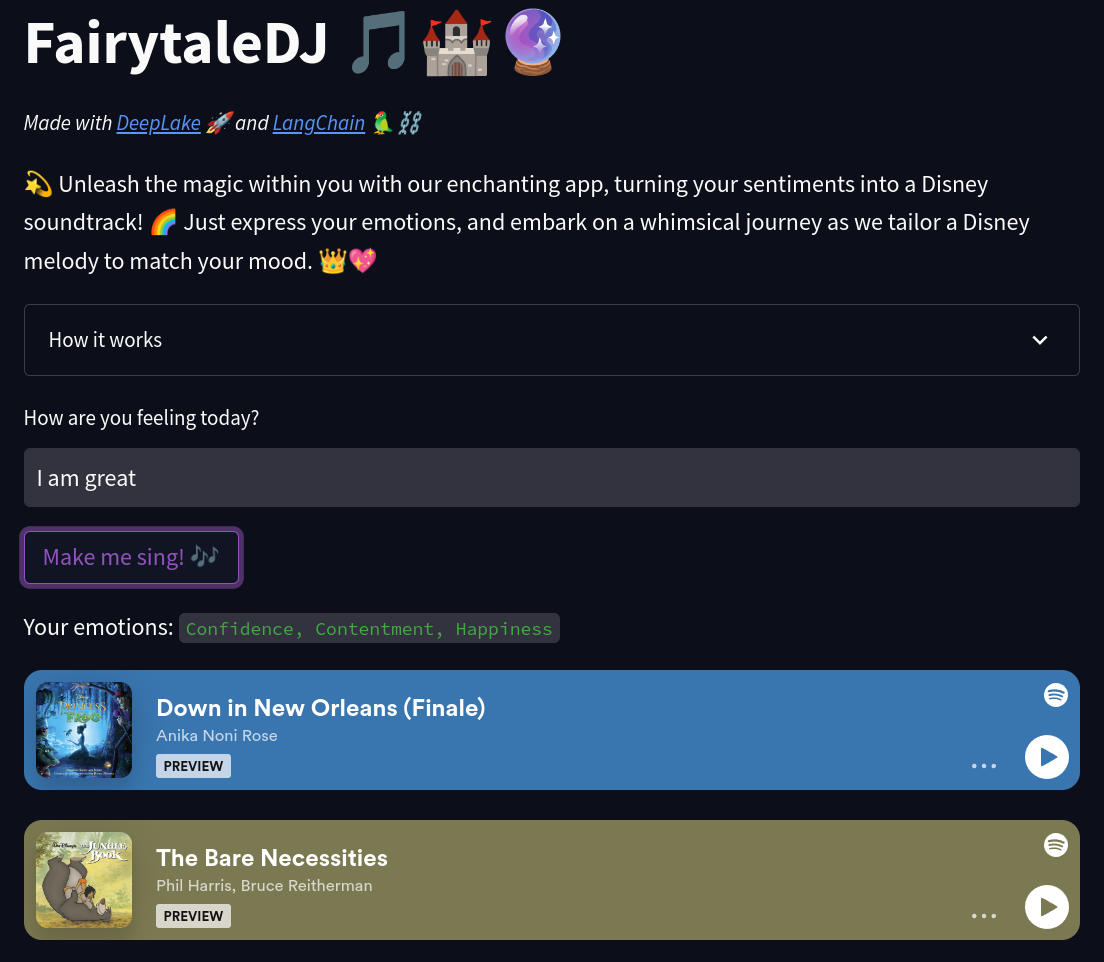 FairytaleDJ 🎵🏰🔮
Made with DeepLake 🚀 and LangChain 🦜⛓️
💫 Unleash the magic within you with our enchanting app, turning your sentiments into a Disney
soundtrack! 🌈 Just express your emotions, and embark on a whimsical journey as we tailor a Disney
melody to match your mood. 👑💖
How it works
How are you feeling today?
I am great
Make me sing! 🎶
Your emotions: Confidence, Contentment, Happiness
Down in New Orleans (Finale)
Anika Noni Rose
PREVIEW
The Bare Necessities
Phil Harris, Bruce Reitherman
PREVIEW